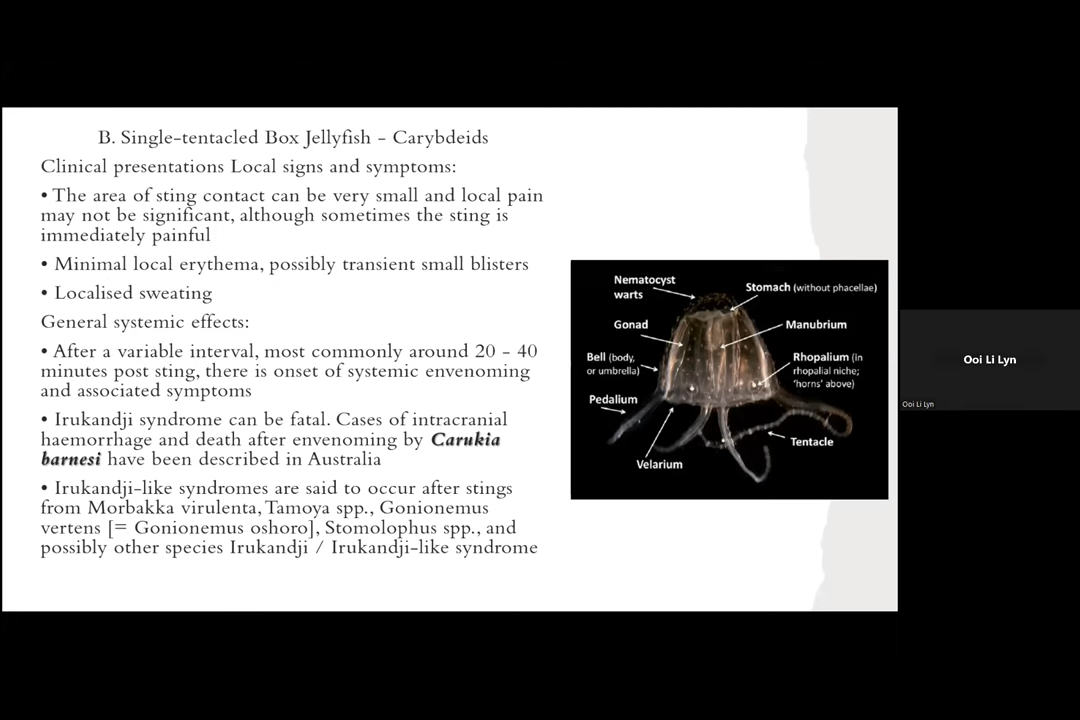 B. Single-tentacled Box Jellyfish - Carybdeids
Clinical presentations Local signs and symptoms:
• The area of sting contact can be very small and local pain
may not be significant, although sometimes the sting is
immediately painful
• Minimal local erythema, possibly transient small blisters
• Localised sweating
General systemic effects:
• After a variable interval, most commonly around 20 - 40
minutes post sting, there is onset of systemic envenoming
and associated symptoms
• Irukandji syndrome can be fatal. Cases of intracranial
haemorrhage and death after envenoming by Carukia
barnesi have been described in Australia
• Irukandji-like syndromes are said to occur after stings
from Morbakka virulenta, Tamoya spp., Gonionemus
vertens [= Gonionemus oshoro], Stomolophus spp., and
possibly other species Irukandji / Irukandji-like syndrome
Nematocyst
warts
Stomach (without phacellae)
Gonad
Manubrium
Bell (body,
or umbrella)
Rhopalium (in
rhopalial niche;
'horns' above)
Pedalium
Tentacle
Velarium
Ooi Li Lyn
Ooi Li Lyn